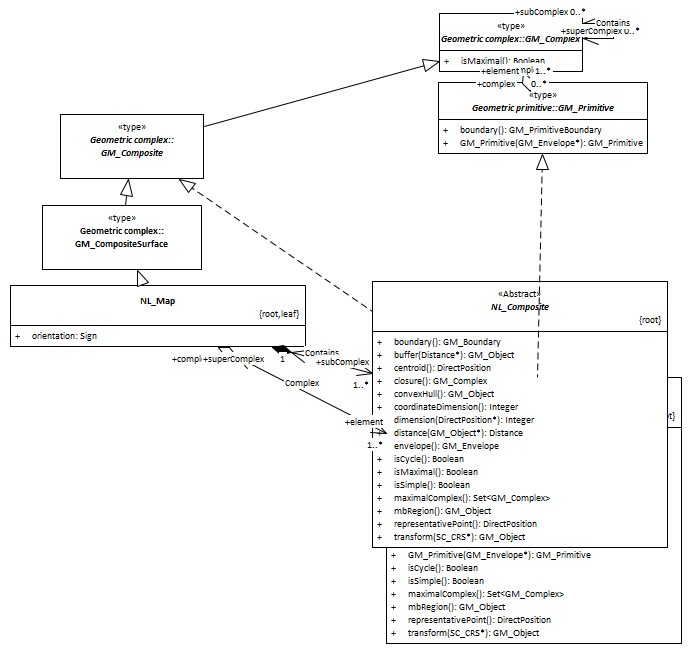 +subComplex 0..*
«type»
Contains
+superComplex 0..*
Geometric complex::GM_Complex
+ isMaximal(): Boolean
+element 1..*
+complex 0..*
«type»
Geometric primitive::GM_Primitive
+ boundary(): GM_PrimitiveBoundary
+ GM_Primitive(GM_Envelope*): GM_Primitive
«type»
Geometric complex::
GM_Composite
«type»
Geometric complex::
GM_CompositeSurface
NL_Map
{root,leaf}
+ orientation: Sign
+superComplex
1
Contains
+subComplex
1..*
Complex
+element
1..*
«Abstract»
NL_Composite
{root}
+ boundary(): GM_Boundary
+ buffer(Distance*): GM_Object
+ centroid(): DirectPosition
+ closure(): GM_Complex
+ convexHull(): GM_Object
+ coordinateDimension(): Integer
+ dimension(DirectPosition*): Integer
+ distance(GM_Object*): Distance
+ envelope(): GM_Envelope
+ isCycle(): Boolean
+ isMaximal(): Boolean
+ isSimple(): Boolean
+ maximalComplex(): Set<GM_Complex>
+ mbRegion(): GM_Object
+ representativePoint(): DirectPosition
+ transform(SC_CRS*): GM_Object
+ GM_Primitive(GM_Envelope*): GM_Primitive
+ isCycle(): Boolean
+ isSimple(): Boolean
+ maximalComplex(): Set<GM_Complex>
+ mbRegion(): GM_Object
+ representativePoint(): DirectPosition
+ transform(SC_CRS*): GM_Object